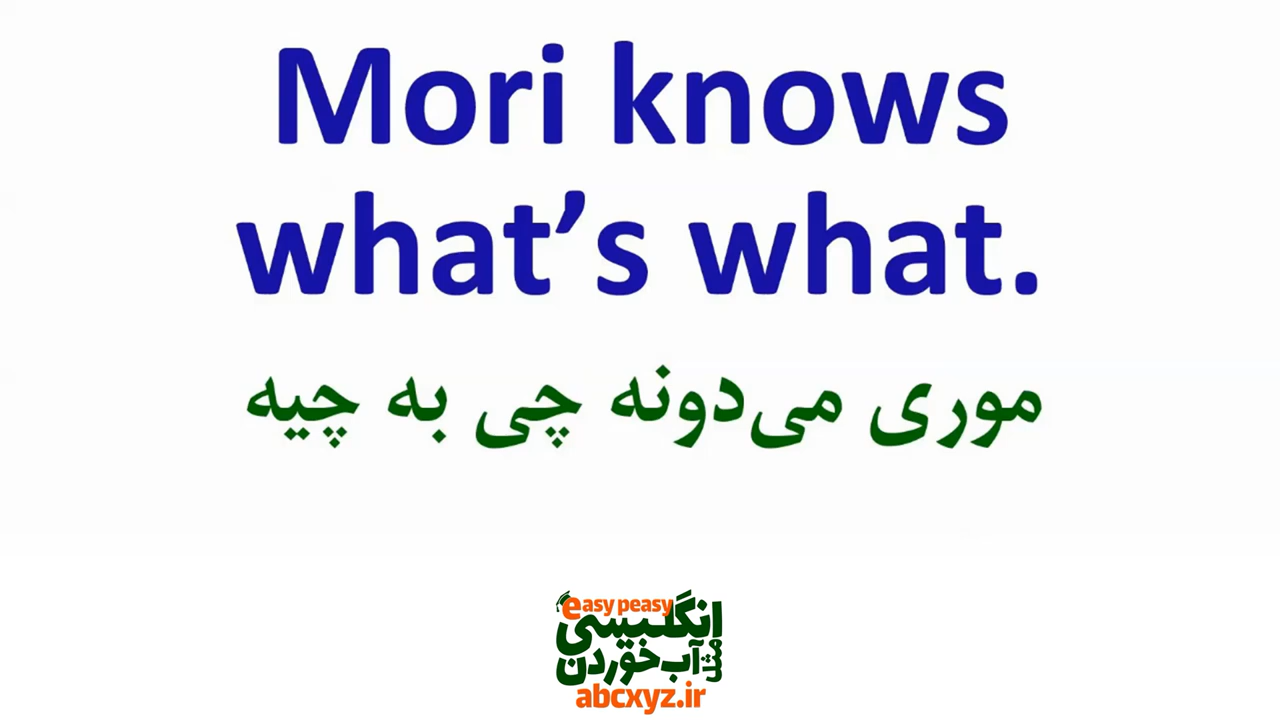 Mori knows
what’s what.
موری می‌دونه چی به چیه
easy peasy
انگلیسی
مثل
آب خوردن
abcxyz.ir